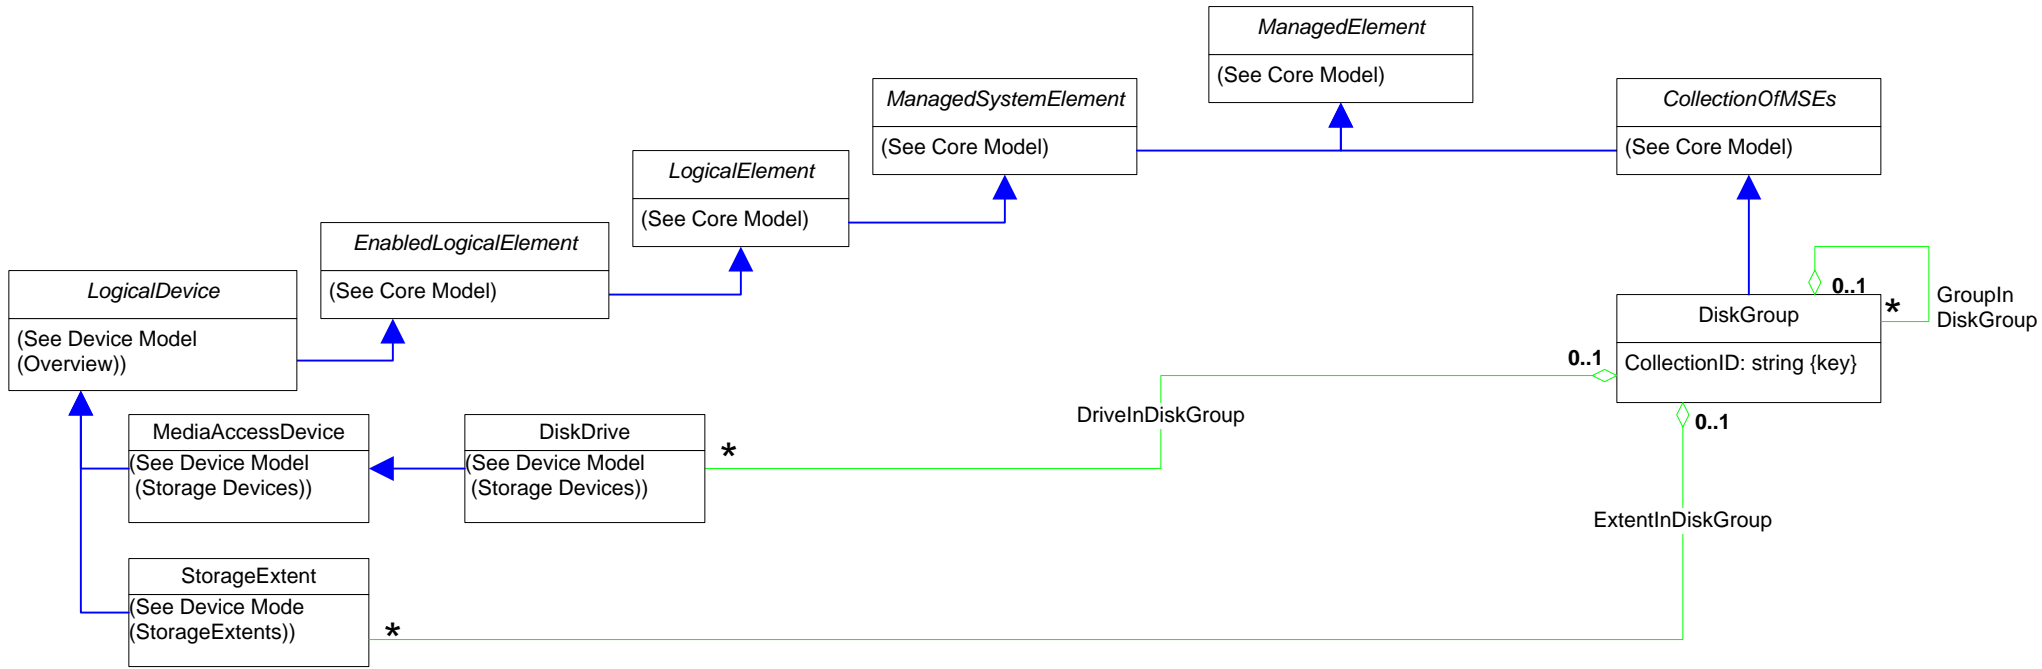 ManagedElement
(See Core Model)
ManagedSystemElement
(See Core Model)
CollectionOfMSEs
(See Core Model)
LogicalElement
(See Core Model)
EnabledLogicalElement
(See Core Model)
LogicalDevice
(See Device Model
(Overview))
0..1
*
GroupIn
DiskGroup
DiskGroup
CollectionID: string {key}
0..1
0..1
DriveInDiskGroup
MediaAccessDevice
(See Device Model
(Storage Devices))
DiskDrive
(See Device Model
(Storage Devices))
*
ExtentInDiskGroup
StorageExtent
(See Device Mode
(StorageExtents))
*